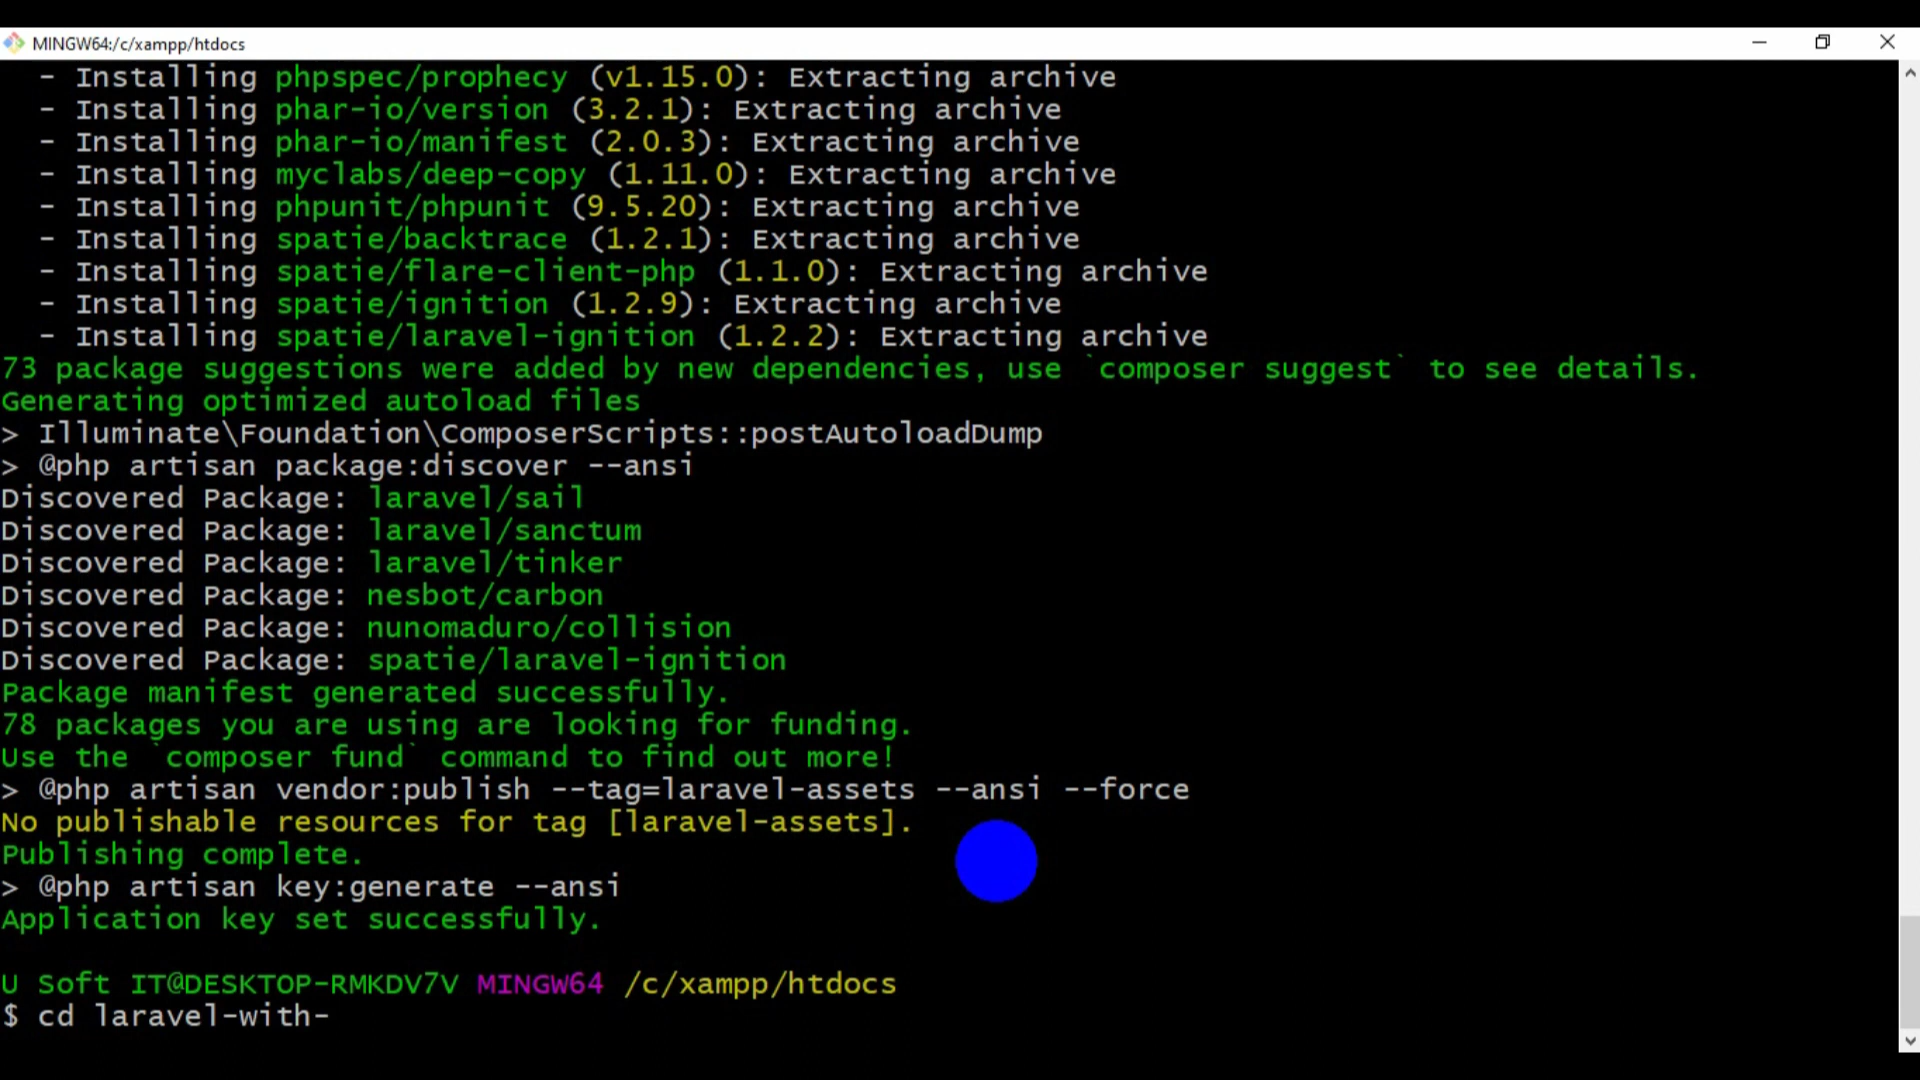 MINGW64:/c/xampp/htdocs
- Installing phpspec/prophecy (v1.15.0): Extracting archive
- Installing phar-io/version (3.2.1): Extracting archive
- Installing phar-io/manifest (2.0.3): Extracting archive
- Installing myclabs/deep-copy (1.11.0): Extracting archive
- Installing phpunit/phpunit (9.5.20): Extracting archive
- Installing spatie/backtrace (1.2.1): Extracting archive
- Installing spatie/flare-client-php (1.1.0): Extracting archive
- Installing spatie/ignition (1.2.9): Extracting archive
- Installing spatie/laravel-ignition (1.2.2): Extracting archive
73 package suggestions were added by new dependencies, use `composer suggest` to see details.
Generating optimized autoload files
> Illuminate\Foundation\ComposerScripts::postAutoloadDump
> @php artisan package:discover --ansi
Discovered Package: laravel/sail
Discovered Package: laravel/sanctum
Discovered Package: laravel/tinker
Discovered Package: nesbot/carbon
Discovered Package: nunomaduro/collision
Discovered Package: spatie/laravel-ignition
Package manifest generated successfully.
78 packages you are using are looking for funding.
Use the `composer fund` command to find out more!
> @php artisan vendor:publish --tag=laravel-assets --ansi --force
No publishable resources for tag [laravel-assets].
Publishing complete.
> @php artisan key:generate --ansi
Application key set successfully.
U Soft IT@DESKTOP-RMKDV7V MINGW64 /c/xampp/htdocs
$ cd laravel-with-